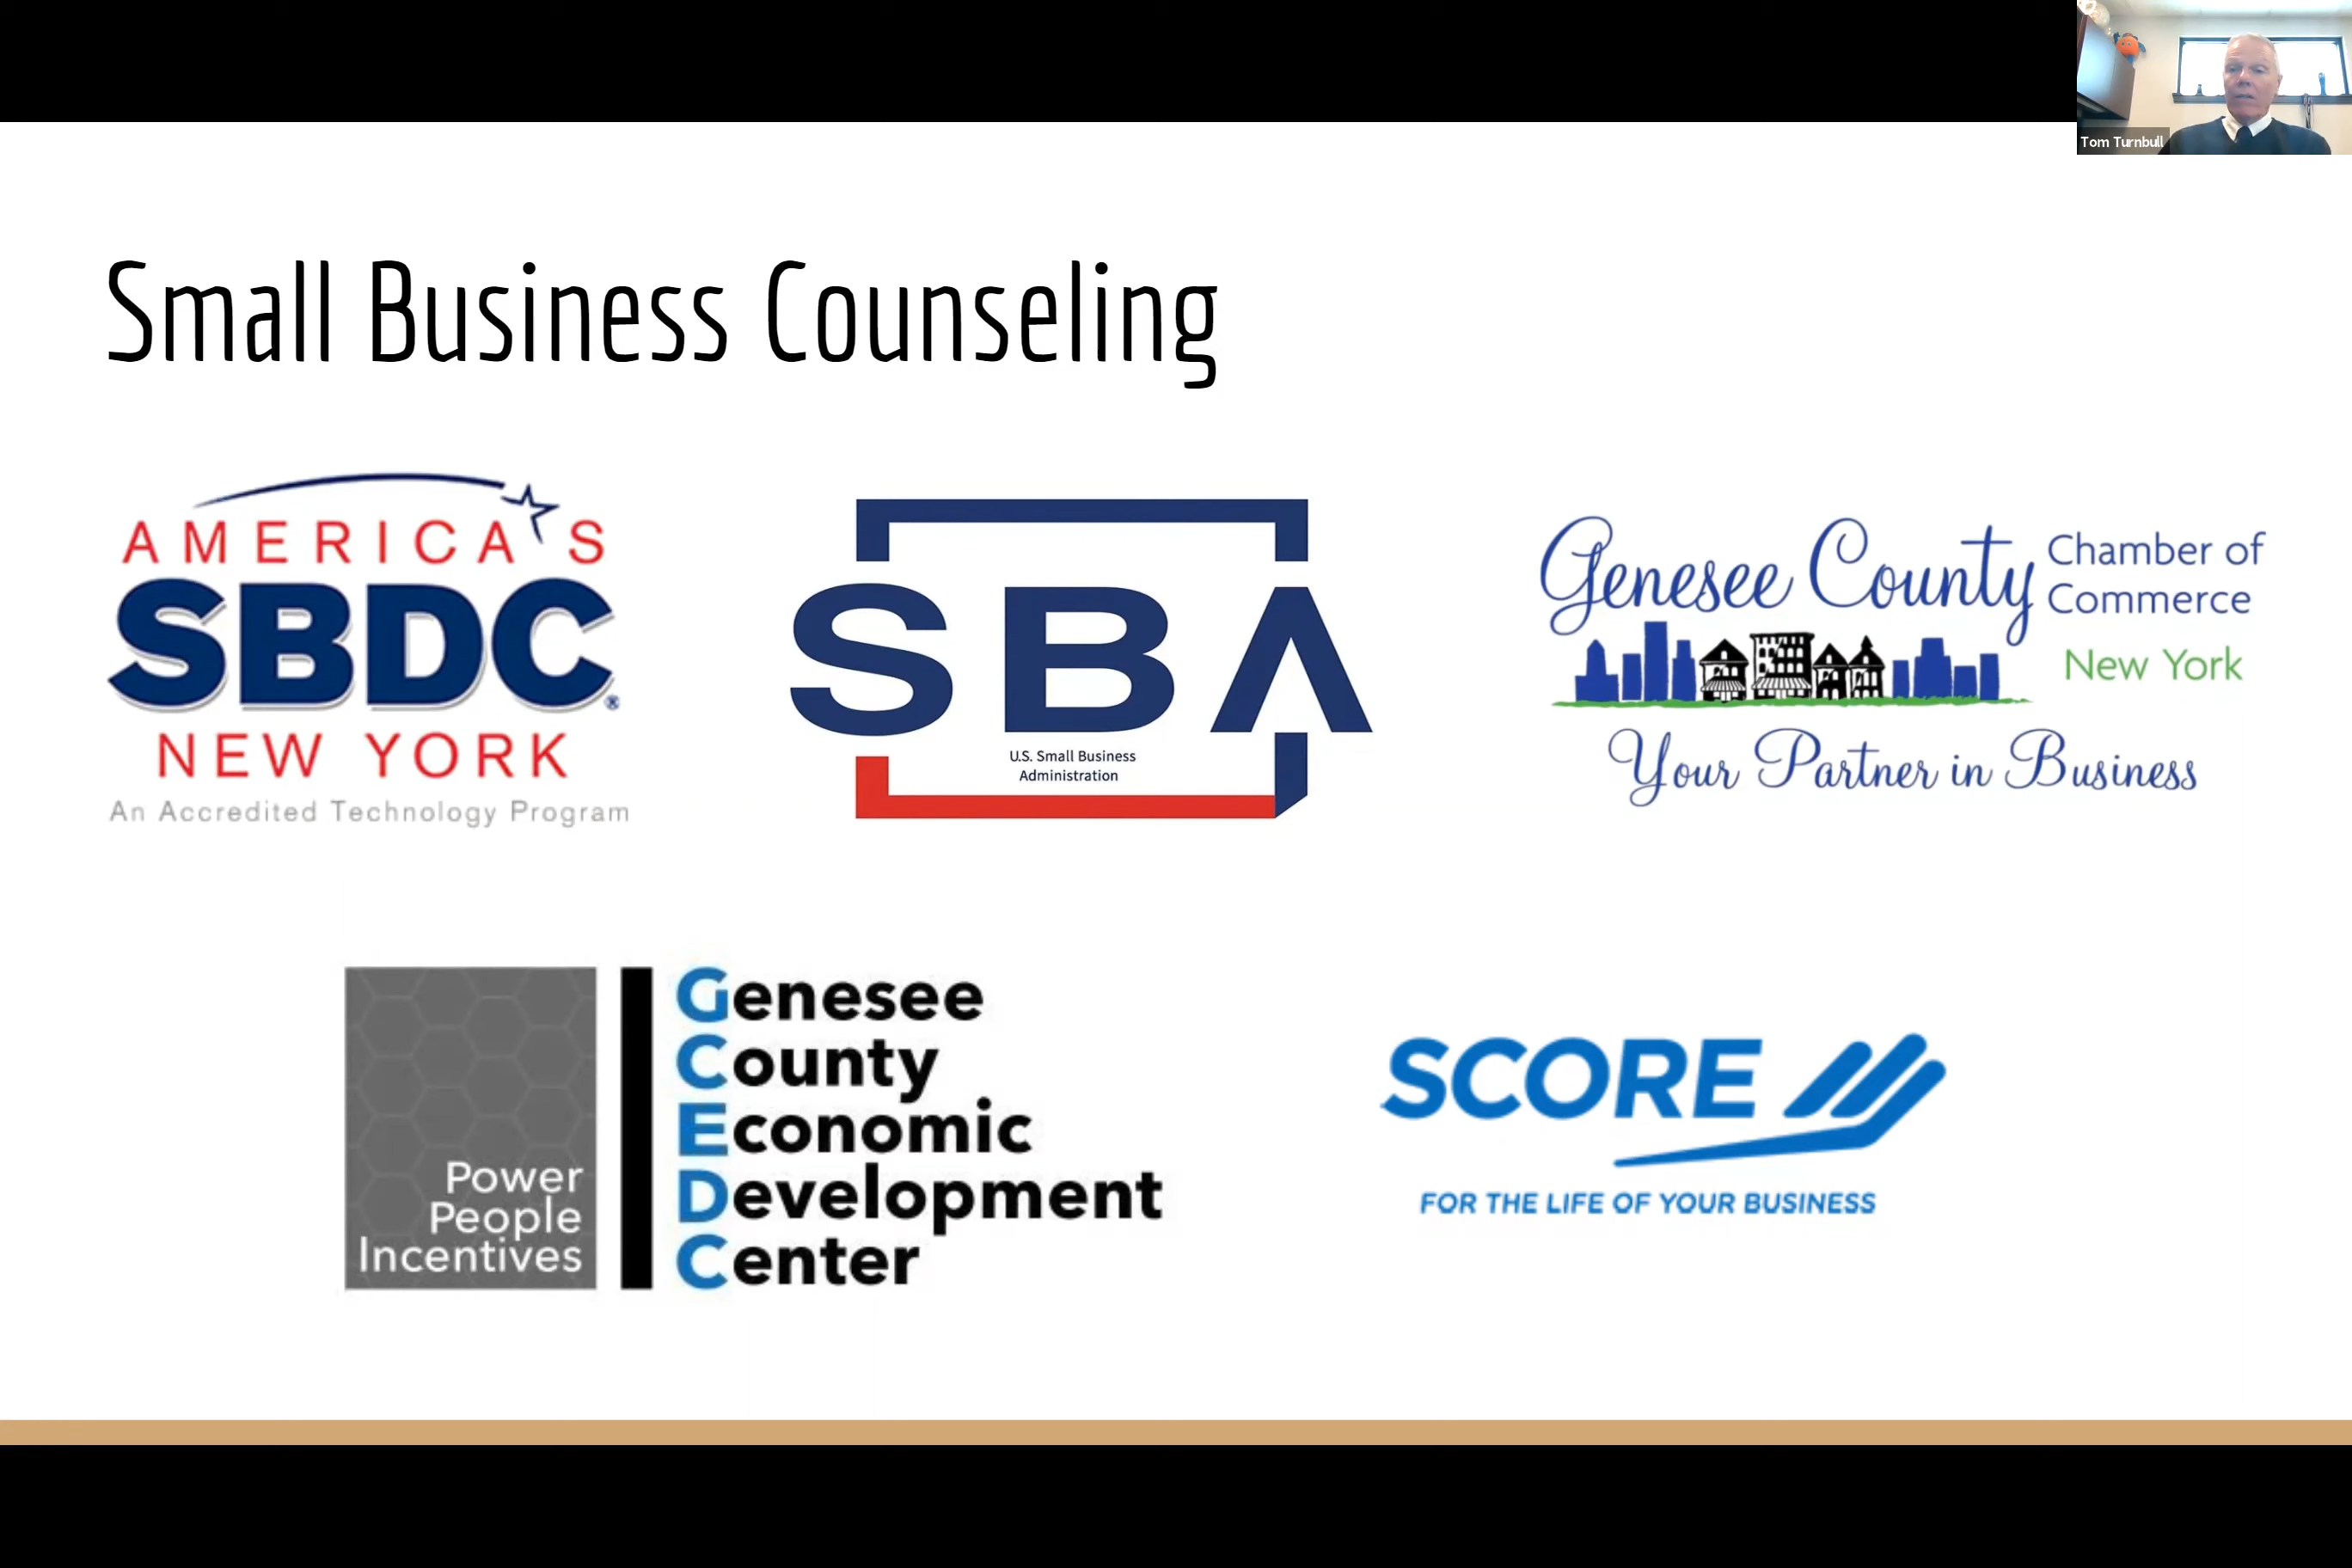 Tom Turnbull
Small Business Counseling
AMERICA'S
SBDC®
NEW YORK
An Accredited Technology Program
SBA
U.S. Small Business
Administration
Genesee County
Chamber of
Commerce
New York
Your Partner in Business
Power
People
Incentives
Genesee
County
Economic
Development
Center
SCORE
FOR THE LIFE OF YOUR BUSINESS